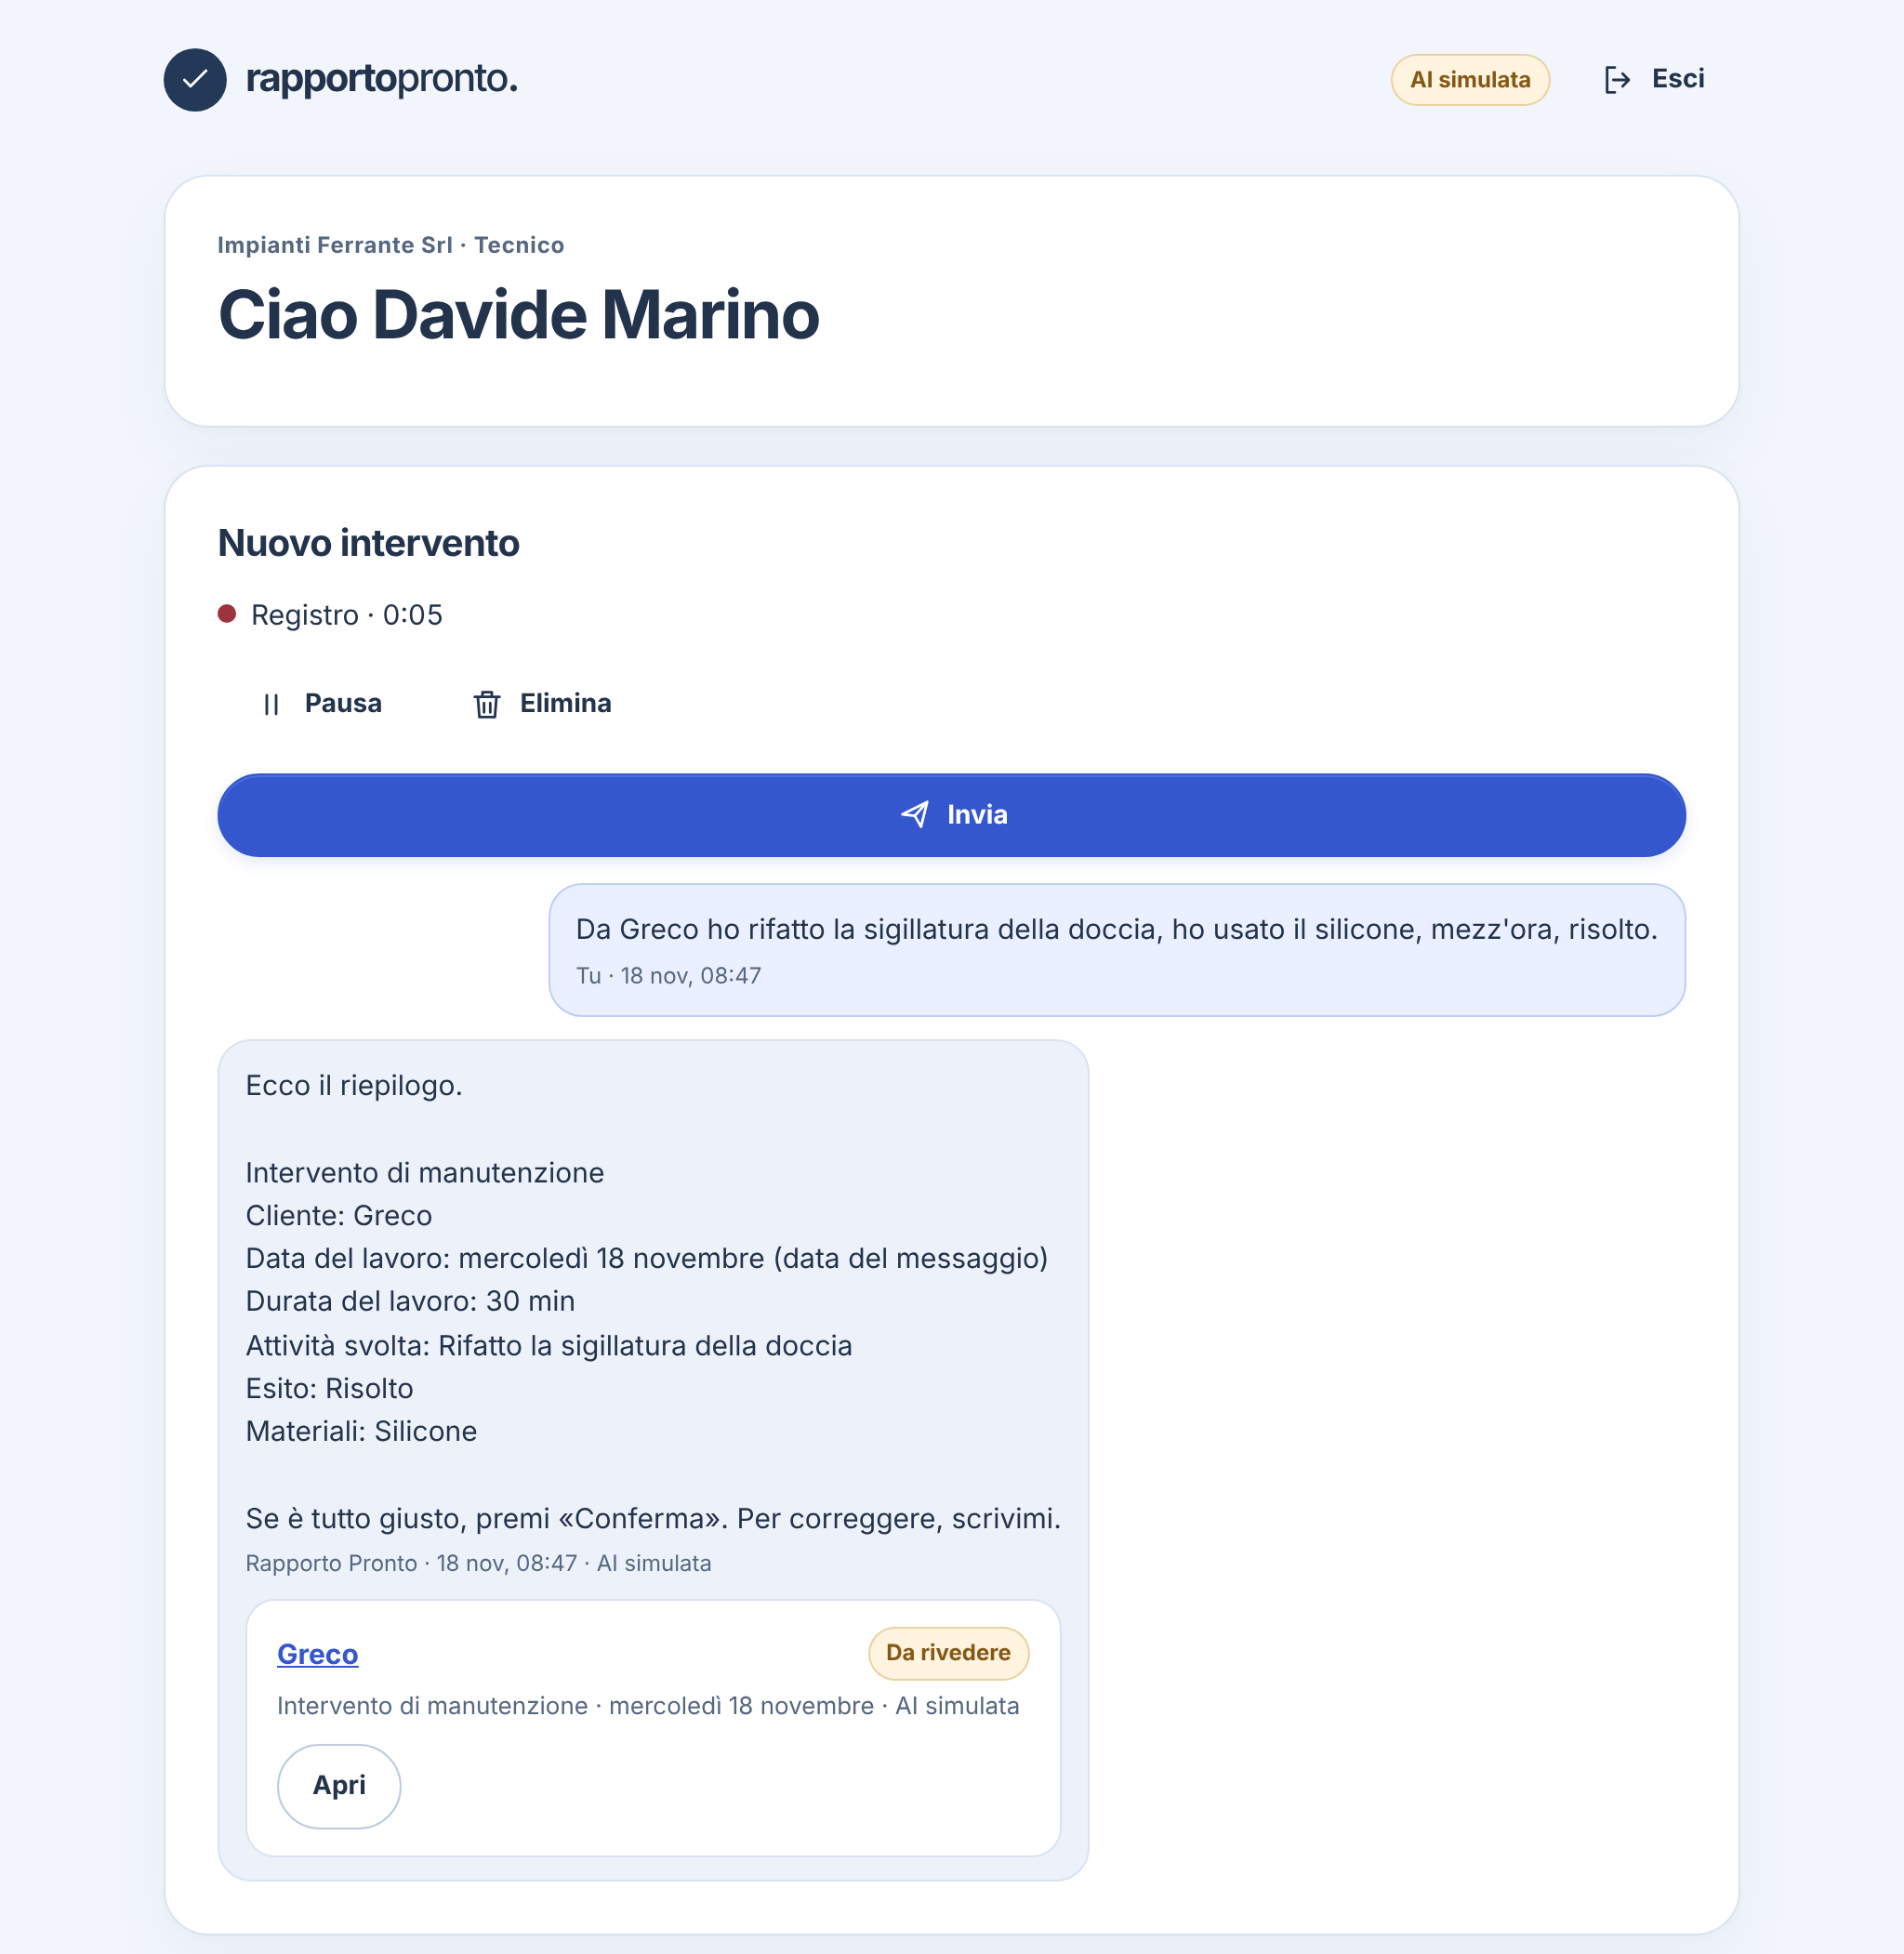 rapportopronto.
AI simulata
Esci
Impianti Ferrante Srl · Tecnico
Ciao Davide Marino
Nuovo intervento
Registro · 0:05
Pausa
Elimina
Invia
Da Greco ho rifatto la sigillatura della doccia, ho usato il silicone, mezz'ora, risolto.
Tu · 18 nov, 08:47
Ecco il riepilogo.
Intervento di manutenzione
Cliente: Greco
Data del lavoro: mercoledì 18 novembre (data del messaggio)
Durata del lavoro: 30 min
Attività svolta: Rifatto la sigillatura della doccia
Esito: Risolto
Materiali: Silicone
Se è tutto giusto, premi «Conferma». Per correggere, scrivimi.
Rapporto Pronto · 18 nov, 08:47 · AI simulata
Greco
Da rivedere
Intervento di manutenzione · mercoledì 18 novembre · AI simulata
Apri